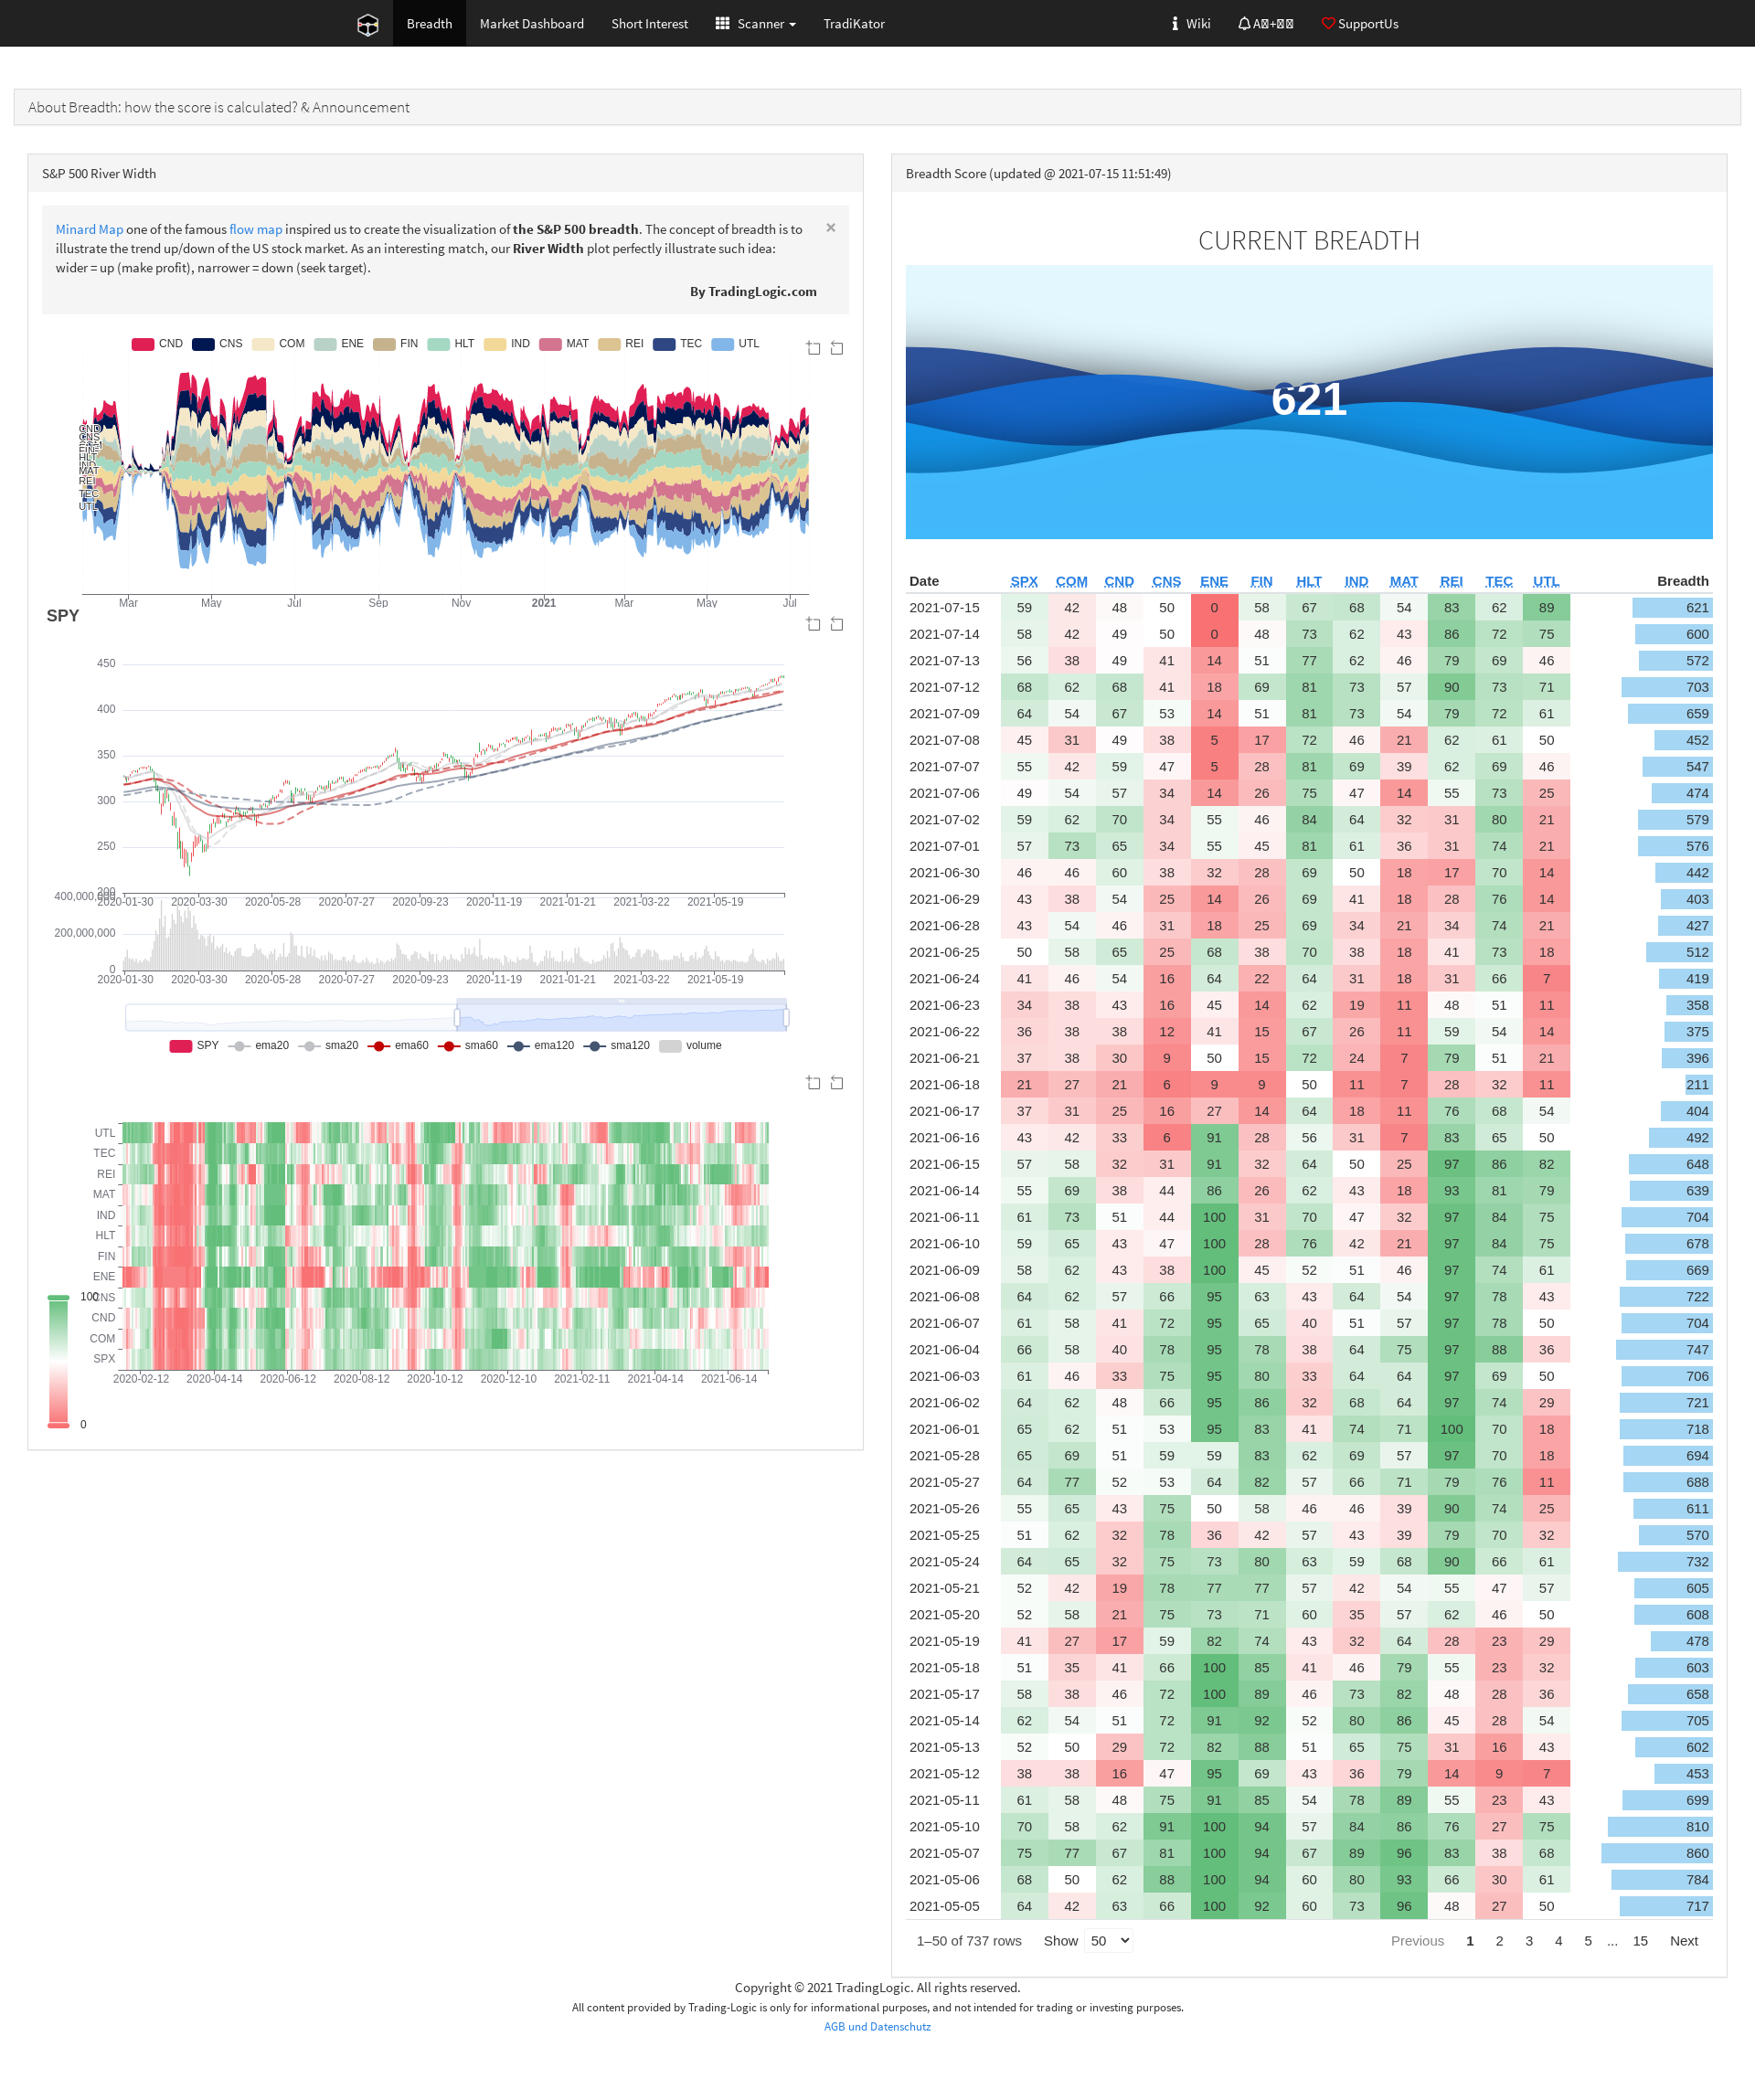 Breadth Market Dashboard Short Interest Scanner TradiKator Wiki SupportUs
About Breadth: how the score is calculated? & Announcement
S&P 500 River Width
Minard Map one of the famous flow map inspired us to create the visualization of the S&P 500 breadth. The concept of breadth is to
illustrate the trend up/down of the US stock market. As an interesting match, our River Width plot perfectly illustrate such idea:
wider = up (make profit), narrower = down (seek target).
×
By TradingLogic.com
CND CNS COM ENE FIN HLT IND MAT REI TEC UTL
CND
CNS
HLT
MAT
REI
TEC
UTL
Mar May Jul Sep Nov 2021 Mar May Jul
SPY
450
400
350
300
250
200
2020-01-30 2020-03-30 2020-05-28 2020-07-27 2020-09-23 2020-11-19 2021-01-21 2021-03-22 2021-05-19
400,000,000
200,000,000
0
2020-01-30 2020-03-30 2020-05-28 2020-07-27 2020-09-23 2020-11-19 2021-01-21 2021-03-22 2021-05-19
SPY ema20 sma20 ema60 sma60 ema120 sma120 volume
UTL
TEC
REI
MAT
IND
HLT
FIN
ENE
CNS
CND
COM
SPX
2020-02-12 2020-04-14 2020-06-12 2020-08-12 2020-10-12 2020-12-10 2021-02-11 2021-04-14 2021-06-14
100
0
Breadth Score (updated @ 2021-07-15 11:51:49)
CURRENT BREADTH
621
Date SPX COM CND CNS ENE FIN HLT IND MAT REI TEC UTL Breadth
2021-07-15 59 42 48 50 0 58 67 68 54 83 62 89 621
2021-07-14 58 42 49 50 0 48 73 62 43 86 72 75 600
2021-07-13 56 38 49 41 14 51 77 62 46 79 69 46 572
2021-07-12 68 62 68 41 18 69 81 73 57 90 73 71 703
2021-07-09 64 54 67 53 14 51 81 73 54 79 72 61 659
2021-07-08 45 31 49 38 5 17 72 46 21 62 61 50 452
2021-07-07 55 42 59 47 5 28 81 69 39 62 69 46 547
2021-07-06 49 54 57 34 14 26 75 47 14 55 73 25 474
2021-07-02 59 62 70 34 55 46 84 64 32 31 80 21 579
2021-07-01 57 73 65 34 55 45 81 61 36 31 74 21 576
2021-06-30 46 46 60 38 32 28 69 50 18 17 70 14 442
2021-06-29 43 38 54 25 14 26 69 41 18 28 76 14 403
2021-06-28 43 54 46 31 18 25 69 34 21 34 74 21 427
2021-06-25 50 58 65 25 68 38 70 38 18 41 73 18 512
2021-06-24 41 46 54 16 64 22 64 31 18 31 66 7 419
2021-06-23 34 38 43 16 45 14 62 19 11 48 51 11 358
2021-06-22 36 38 38 12 41 15 67 26 11 59 54 14 375
2021-06-21 37 38 30 9 50 15 72 24 7 79 51 21 396
2021-06-18 21 27 21 6 9 9 50 11 7 28 32 11 211
2021-06-17 37 31 25 16 27 14 64 18 11 76 68 54 404
2021-06-16 43 42 33 6 91 28 56 31 7 83 65 50 492
2021-06-15 57 58 32 31 91 32 64 50 25 97 86 82 648
2021-06-14 55 69 38 44 86 26 62 43 18 93 81 79 639
2021-06-11 61 73 51 44 100 31 70 47 32 97 84 75 704
2021-06-10 59 65 43 47 100 28 76 42 21 97 84 75 678
2021-06-09 58 62 43 38 100 45 52 51 46 97 74 61 669
2021-06-08 64 62 57 66 95 63 43 64 54 97 78 43 722
2021-06-07 61 58 41 72 95 65 40 51 57 97 78 50 704
2021-06-04 66 58 40 78 95 78 38 64 75 97 88 36 747
2021-06-03 61 46 33 75 95 80 33 64 64 97 69 50 706
2021-06-02 64 62 48 66 95 86 32 68 64 97 74 29 721
2021-06-01 65 62 51 53 95 83 41 74 71 100 70 18 718
2021-05-28 65 69 51 59 59 83 62 69 57 97 70 18 694
2021-05-27 64 77 52 53 64 82 57 66 71 79 76 11 688
2021-05-26 55 65 43 75 50 58 46 46 39 90 74 25 611
2021-05-25 51 62 32 78 36 42 57 43 39 79 70 32 570
2021-05-24 64 65 32 75 73 80 63 59 68 90 66 61 732
2021-05-21 52 42 19 78 77 77 57 42 54 55 47 57 605
2021-05-20 52 58 21 75 73 71 60 35 57 62 46 50 608
2021-05-19 41 27 17 59 82 74 43 32 64 28 23 29 478
2021-05-18 51 35 41 66 100 85 41 46 79 55 23 32 603
2021-05-17 58 38 46 72 100 89 46 73 82 48 28 36 658
2021-05-14 62 54 51 72 91 92 52 80 86 45 28 54 705
2021-05-13 52 50 29 72 82 88 51 65 75 31 16 43 602
2021-05-12 38 38 16 47 95 69 43 36 79 14 9 7 453
2021-05-11 61 58 48 75 91 85 54 78 89 55 23 43 699
2021-05-10 70 58 62 91 100 94 57 84 86 76 27 75 810
2021-05-07 75 77 67 81 100 94 67 89 96 83 38 68 860
2021-05-06 68 50 62 88 100 94 60 80 93 66 30 61 784
2021-05-05 64 42 63 66 100 92 60 73 96 48 27 50 717
1–50 of 737 rows Show 50 Previous 1 2 3 4 5 ... 15 Next
Copyright © 2021 TradingLogic. All rights reserved.
All content provided by Trading-Logic is only for informational purposes, and not intended for trading or investing purposes.
AGB und Datenschutz